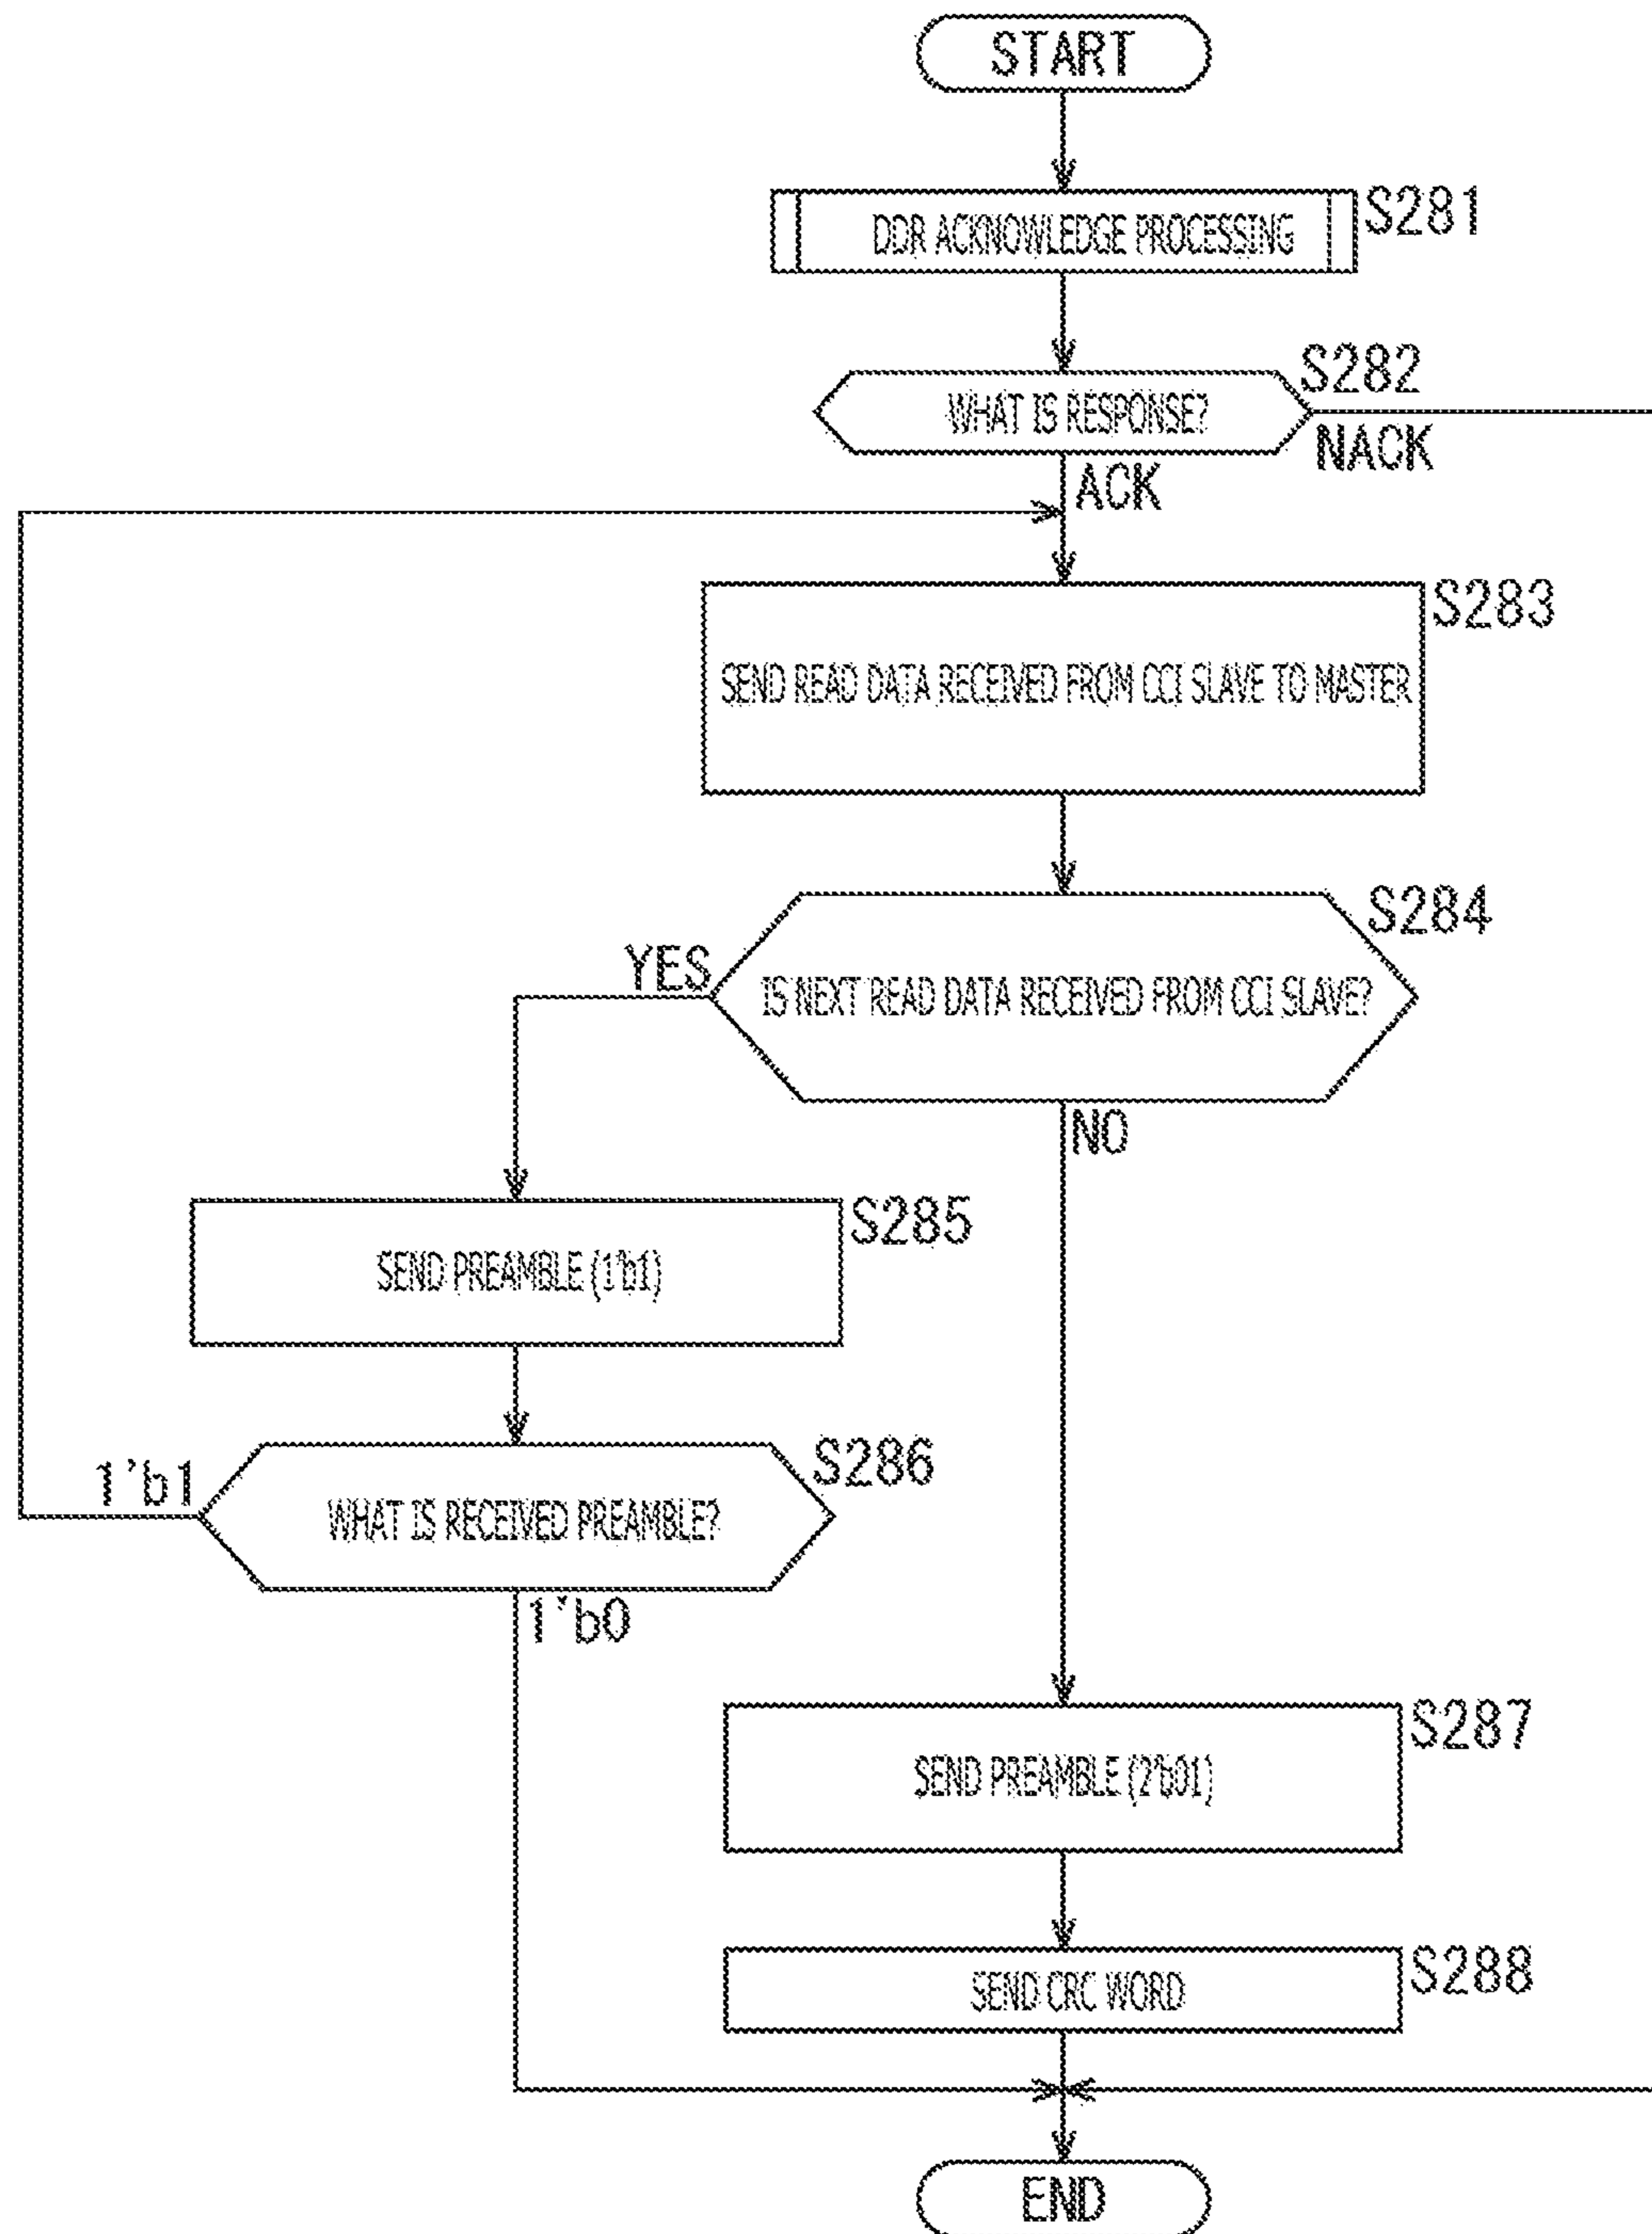 START
DDR ACKNOWLEDGE PROCESSING
S281
WHAT IS RESPONSE?
S282
NACK
ACK
SEND READ DATA RECEIVED FROM CCI SLAVE TO MASTER
S283
IS NEXT READ DATA RECEIVED FROM CCI SLAVE?
S284
YES
NO
SEND PREAMBLE (1'b1)
S285
WHAT IS RECEIVED PREAMBLE?
S286
1'b1
1'b0
SEND PREAMBLE (2'b01)
S287
SEND CRC WORD
S288
END